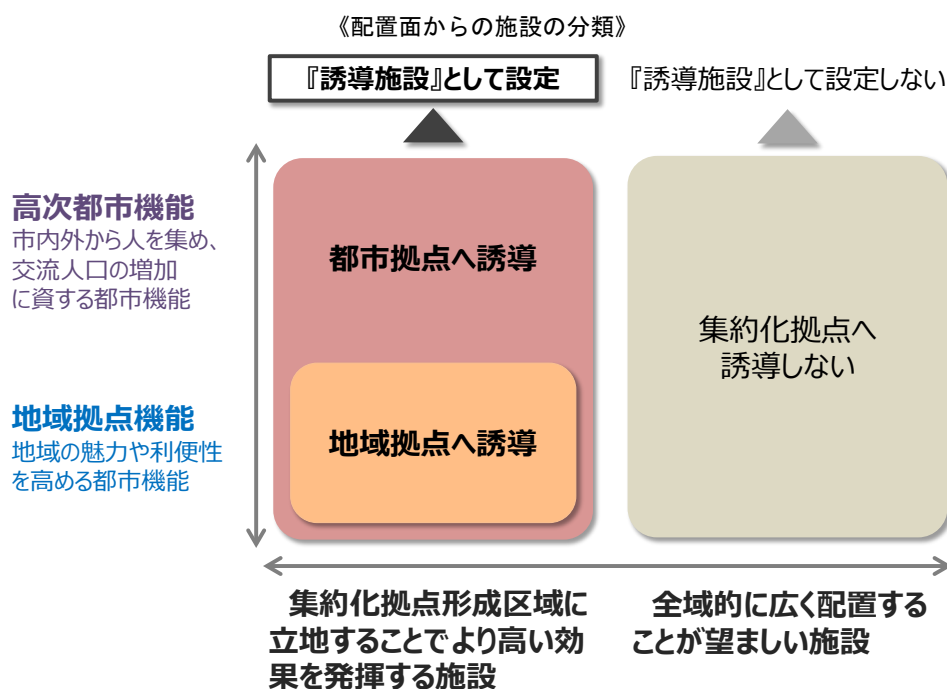 《配置面からの施設の分類》
『誘導施設』として設定
『誘導施設』として設定しない
高次都市機能
市内外から人を集め、
交流人口の増加
に資する都市機能
都市拠点へ誘導
集約化拠点へ
誘導しない
地域拠点機能
地域の魅力や利便性
を高める都市機能
地域拠点へ誘導
集約化拠点形成区域に
立地することでより高い効
果を発揮する施設
全域的に広く配置する
ことが望ましい施設